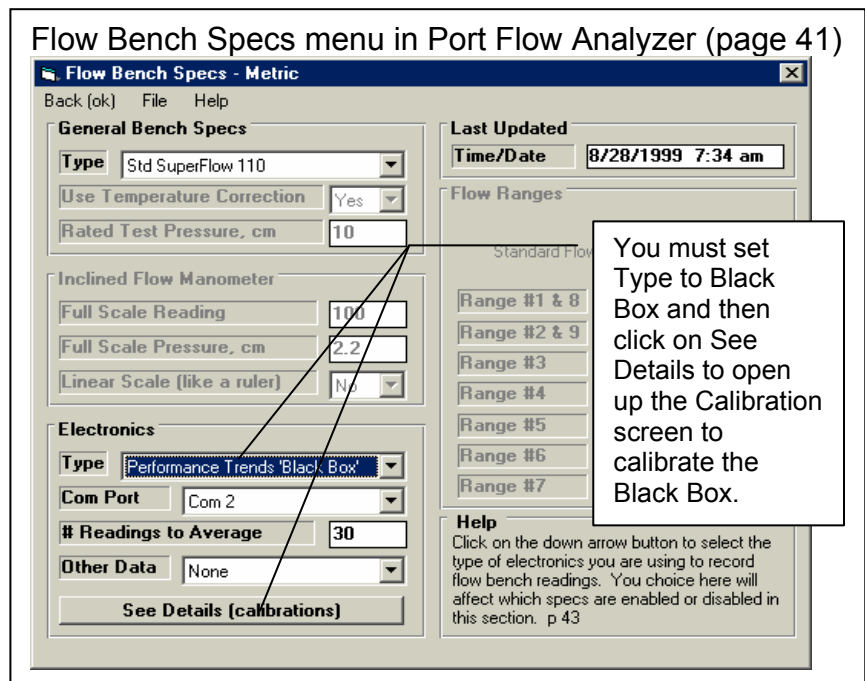 Flow Bench Specs menu in Port Flow Analyzer (page 41)
Flow Bench Specs - Metric
Back (ok) File Help
General Bench Specs
Type Std SuperFlow 110
Use Temperature Correction Yes
Rated Test Pressure, cm 10
Inclined Flow Manometer
Full Scale Reading 100
Full Scale Pressure, cm 2.2
Linear Scale (like a ruler) No
Electronics
Type Performance Trends 'Black Box'
Com Port Com 2
# Readings to Average 30
Other Data None
See Details (calibrations)
Last Updated
Time/Date 8/28/1999 7:34 am
Flow Ranges
Standard Flow
Range #1 & 8
Range #2 & 9
Range #3
Range #4
Range #5
Range #6
Range #7
You must set
Type to Black
Box and then
click on See
Details to open
up the Calibration
screen to
calibrate the
Black Box.
Help
Click on the down arrow button to select the
type of electronics you are using to record
flow bench readings. You choice here will
affect which specs are enabled or disabled in
this section. p 43